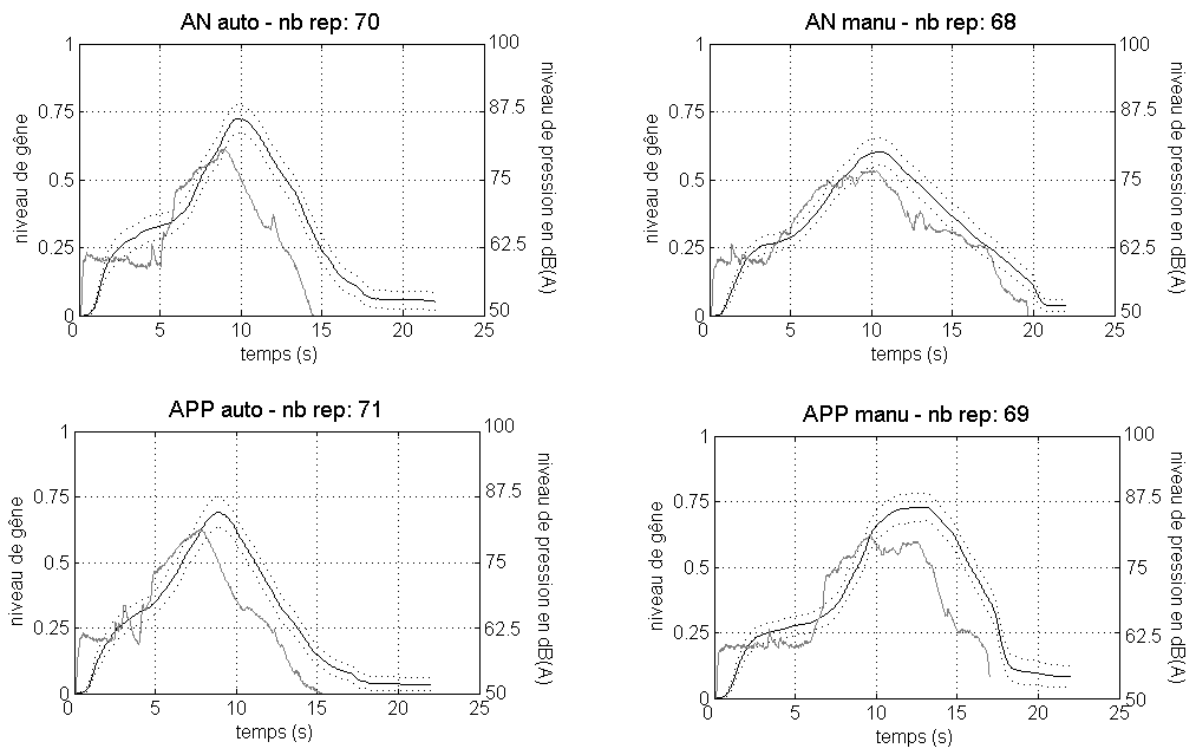 AN auto - nb rep: 70
1
0.75
0.5
0.25
0
niveau de gêne
100
87.5
75
62.5
50
niveau de pression en dB(A)
0 5 10 15 20 25
temps (s)
AN manu - nb rep: 68
1
0.75
0.5
0.25
0
niveau de gêne
100
87.5
75
62.5
50
niveau de pression en dB(A)
0 5 10 15 20 25
temps (s)
APP auto - nb rep: 71
1
0.75
0.5
0.25
0
niveau de gêne
100
87.5
75
62.5
50
niveau de pression en dB(A)
0 5 10 15 20 25
temps (s)
APP manu - nb rep: 69
1
0.75
0.5
0.25
0
niveau de gêne
100
87.5
75
62.5
50
niveau de pression en dB(A)
0 5 10 15 20 25
temps (s)